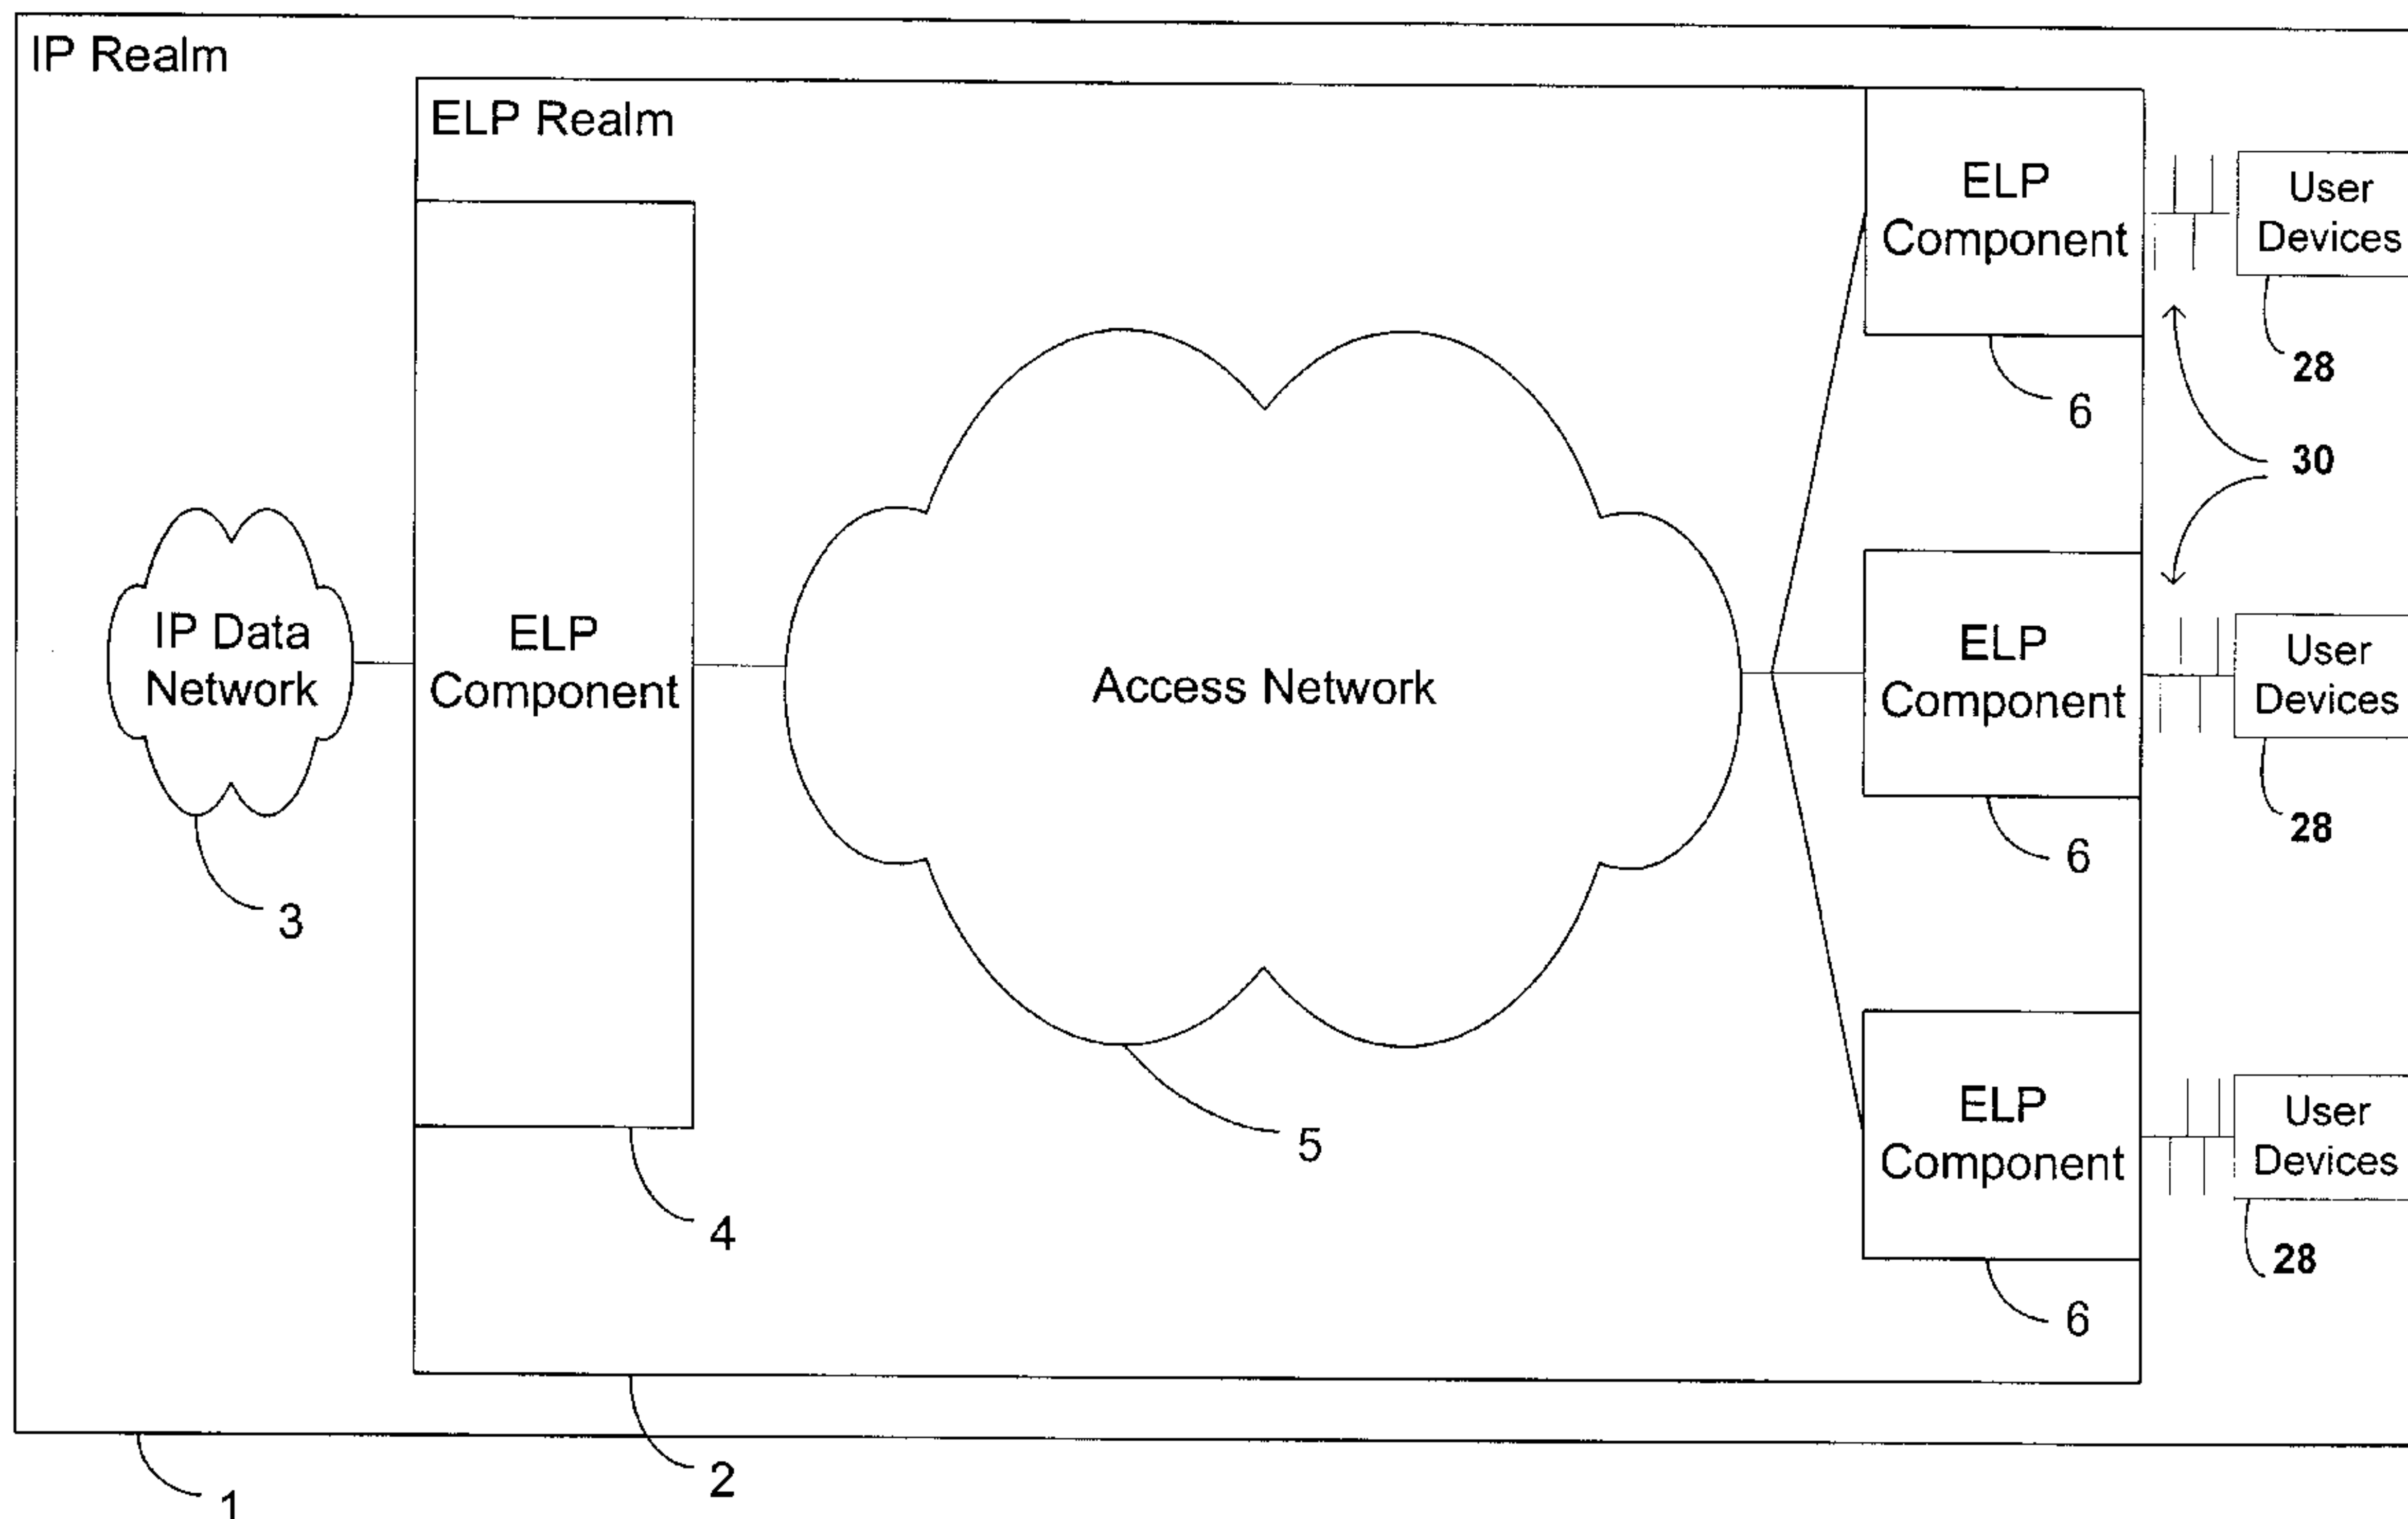 IP Realm
ELP Realm
ELP
Component
User
Devices
28
6
30
IP Data
Network
ELP
Component
Access Network
ELP
Component
User
Devices
28
6
3
ELP
Component
User
Devices
5
4
28
6
2
1